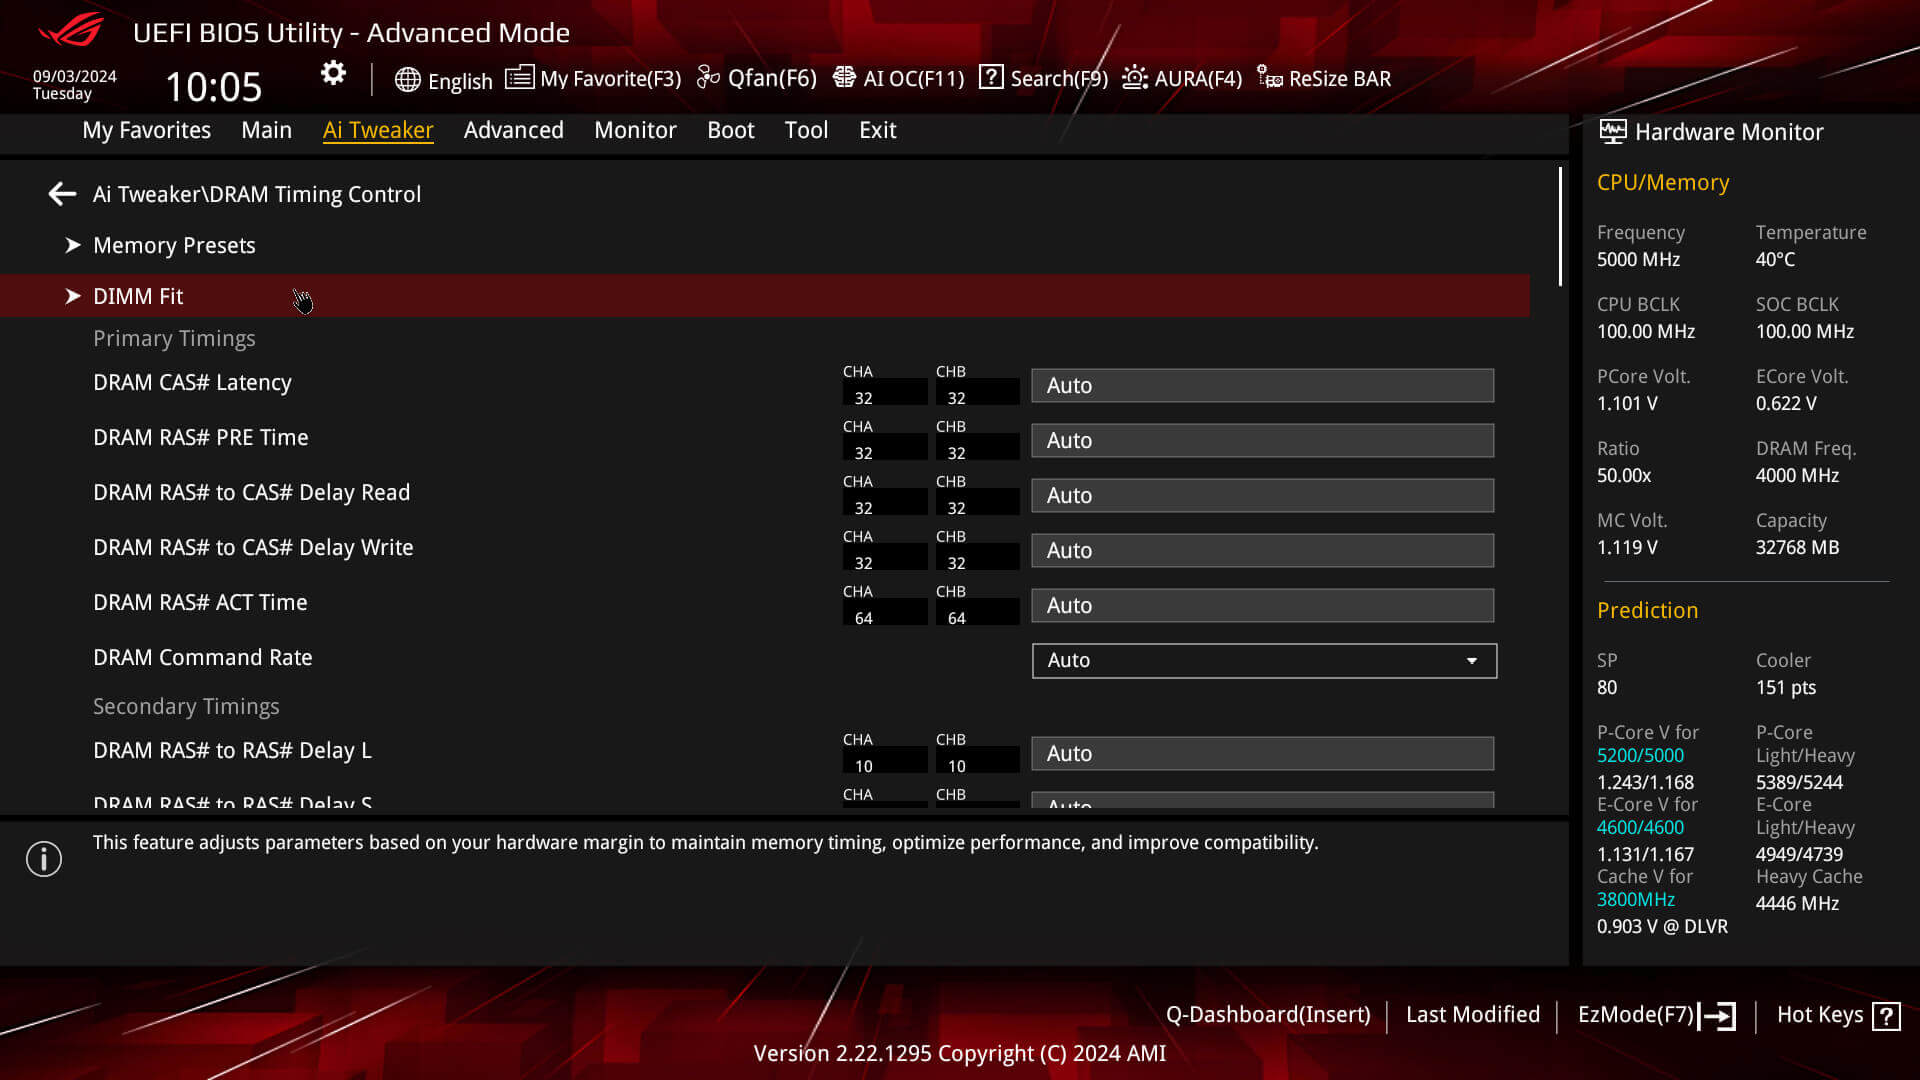 UEFI BIOS Utility - Advanced Mode
09/03/2024
Tuesday
10:05
English
My Favorite(F3)
Qfan(F6)
AI OC(F11)
? Search(F9)
AURA(F4)
ReSize BAR
My Favorites Main Ai Tweaker Advanced Monitor Boot Tool Exit
Ai Tweaker\DRAM Timing Control
Memory Presets
DIMM Fit
Primary Timings
DRAM CAS# Latency
CHA CHB
32 32
Auto
DRAM RAS# PRE Time
CHA CHB
32 32
Auto
DRAM RAS# to CAS# Delay Read
CHA CHB
32 32
Auto
DRAM RAS# to CAS# Delay Write
CHA CHB
32 32
Auto
DRAM RAS# ACT Time
CHA CHB
64 64
Auto
DRAM Command Rate
Auto
Secondary Timings
DRAM RAS# to RAS# Delay L
CHA CHB
10 10
Auto
DRAM RAS# to RAS# Delay S
CHA CHB
Auto
This feature adjusts parameters based on your hardware margin to maintain memory timing, optimize performance, and improve compatibility.
Hardware Monitor
CPU/Memory
Frequency Temperature
5000 MHz 40°C
CPU BCLK SOC BCLK
100.00 MHz 100.00 MHz
PCore Volt. ECore Volt.
1.101 V 0.622 V
Ratio DRAM Freq.
50.00x 4000 MHz
MC Volt. Capacity
1.119 V 32768 MB
Prediction
SP Cooler
80 151 pts
P-Core V for P-Core
5200/5000 Light/Heavy
1.243/1.168 5389/5244
E-Core V for E-Core
4600/4600 Light/Heavy
1.131/1.167 4949/4739
Cache V for Heavy Cache
3800MHz 4446 MHz
0.903 V @ DLVR
Q-Dashboard(Insert)
Last Modified
EzMode(F7)
Hot Keys ?
Version 2.22.1295 Copyright (C) 2024 AMI